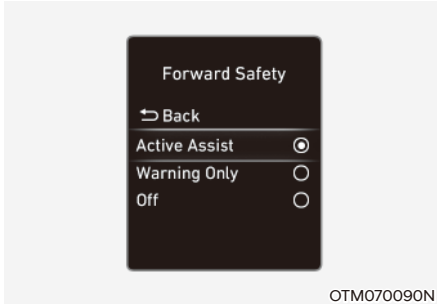 Forward Safety
Back
Active Assist
Warning Only
Off
OTM070090N